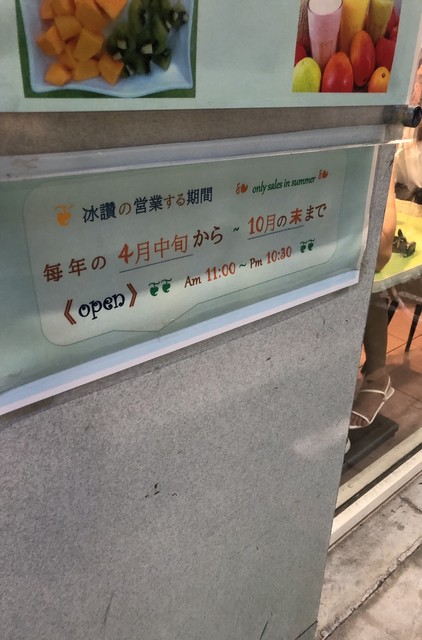 冰讚の営業する期間 only sales in summer
毎年の 4月中旬から ~ 10月の末まで
《open》 Am 11:00 ~ Pm 10:30